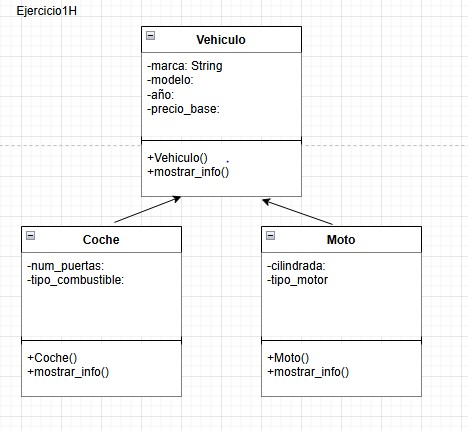 Ejercicio1H
Vehiculo
-marca: String
-modelo:
-año:
-precio_base:
+Vehiculo()
+mostrar_info()
Coche
-num_puertas:
-tipo_combustible:
+Coche()
+mostrar_info()
Moto
-cilindrada:
-tipo_motor
+Moto()
+mostrar_info()